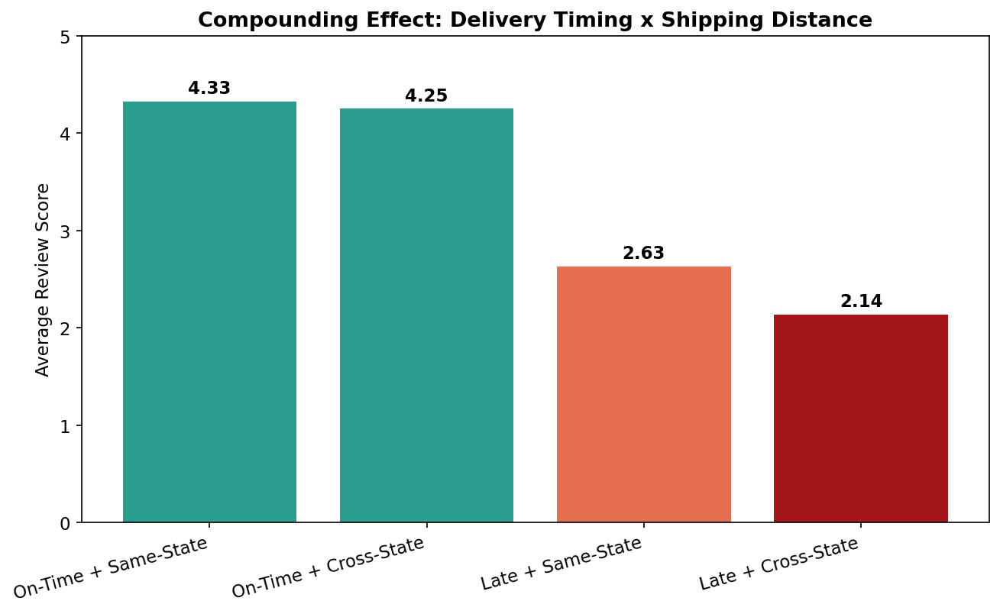 Compounding Effect: Delivery Timing x Shipping Distance
Average Review Score
5
4
3
2
1
0
4.33
4.25
2.63
2.14
On-Time + Same-State
On-Time + Cross-State
Late + Same-State
Late + Cross-State